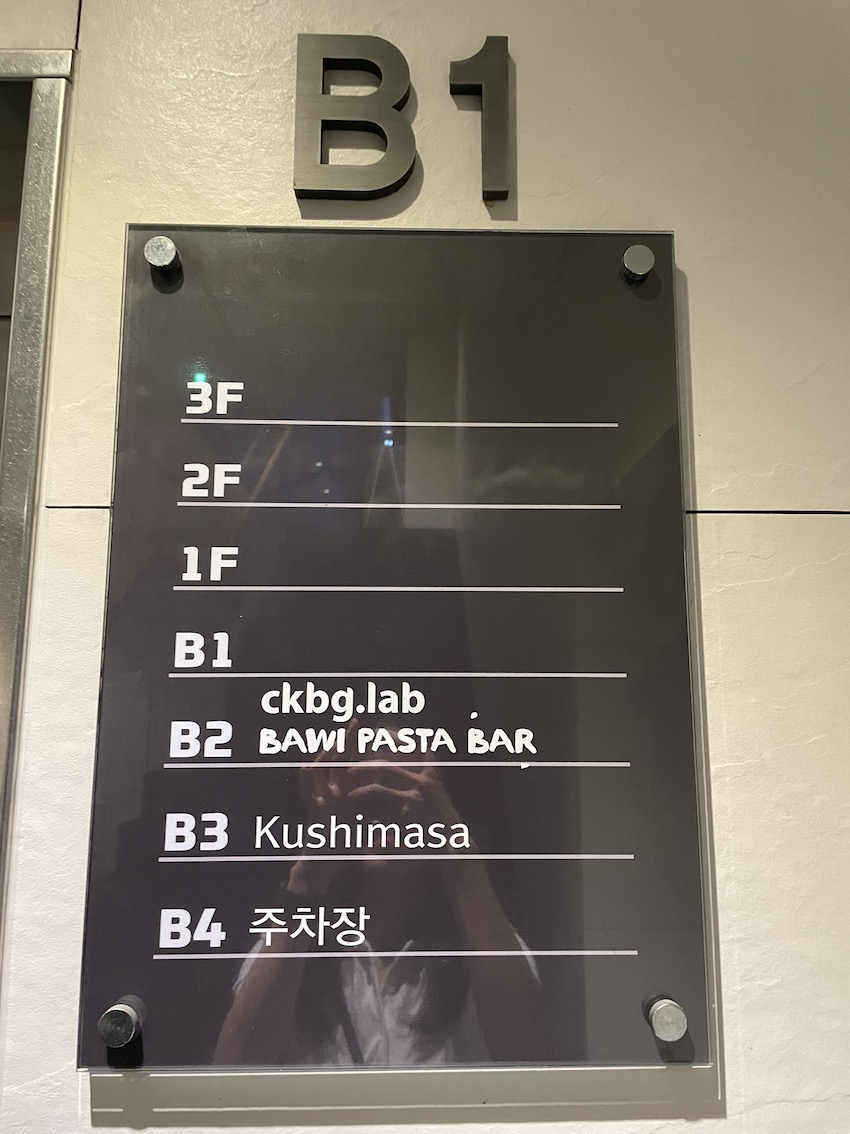 B1
3F
2F
1F
B1
ckbg.lab
B2 BAWI PASTA BAR
B3 Kushimasa
B4 주차장